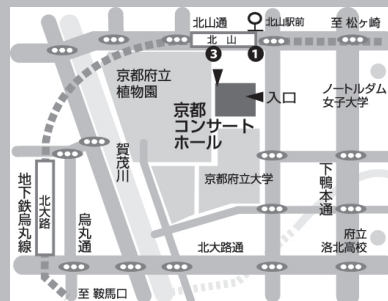 北山通
北山駅前
至 松ヶ崎
北 山
❸
❶
京都府立
植物園
入口
ノートルダム
女子大学
京都
コンサート
ホール
賀茂川
京都府立大学
下鴨本通
地下鉄烏丸線
北大路
烏丸通
北大路通
府立
洛北高校
至 鞍馬口